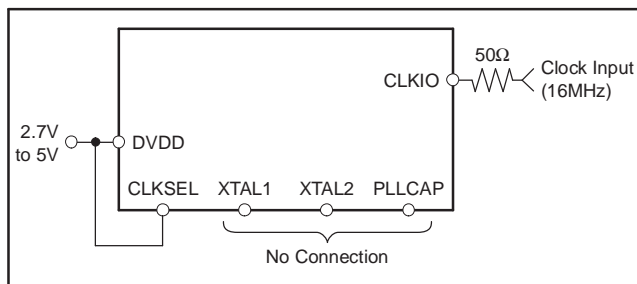 50Ω
CLKIO
Clock Input
(16MHz)
2.7V
to 5V
DVDD
CLKSEL XTAL1 XTAL2 PLLCAP
No Connection